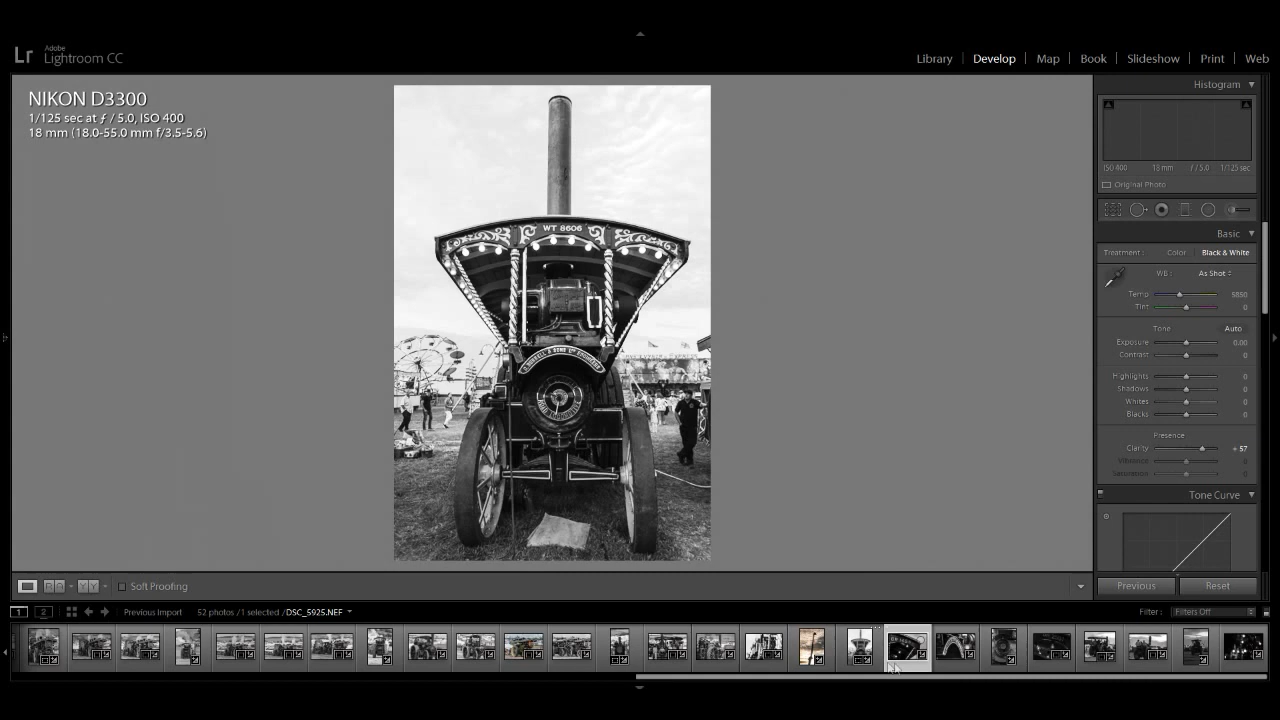 Lr Adobe
Lightroom CC
Library | Develop | Map | Book | Slideshow | Print | Web
NIKON D3300
1/125 sec at ƒ / 5.0, ISO 400
18 mm (18.0-55.0 mm f/3.5-5.6)
WT 8606
Histogram
ISO 400 18 mm ƒ / 5.0 1/125 sec
Original Photo
Basic
Treatment : Color Black & White
WB : As Shot
Temp 5850
Tint 0
Tone Auto
Exposure 0.00
Contrast 0
Highlights 0
Shadows 0
Whites 0
Blacks 0
Presence
Clarity + 57
Vibrance 0
Saturation 0
Tone Curve
Soft Proofing
Previous Reset
1 2 Previous Import 52 photos / 1 selected / DSC_5925.NEF
Filter : Filters Off